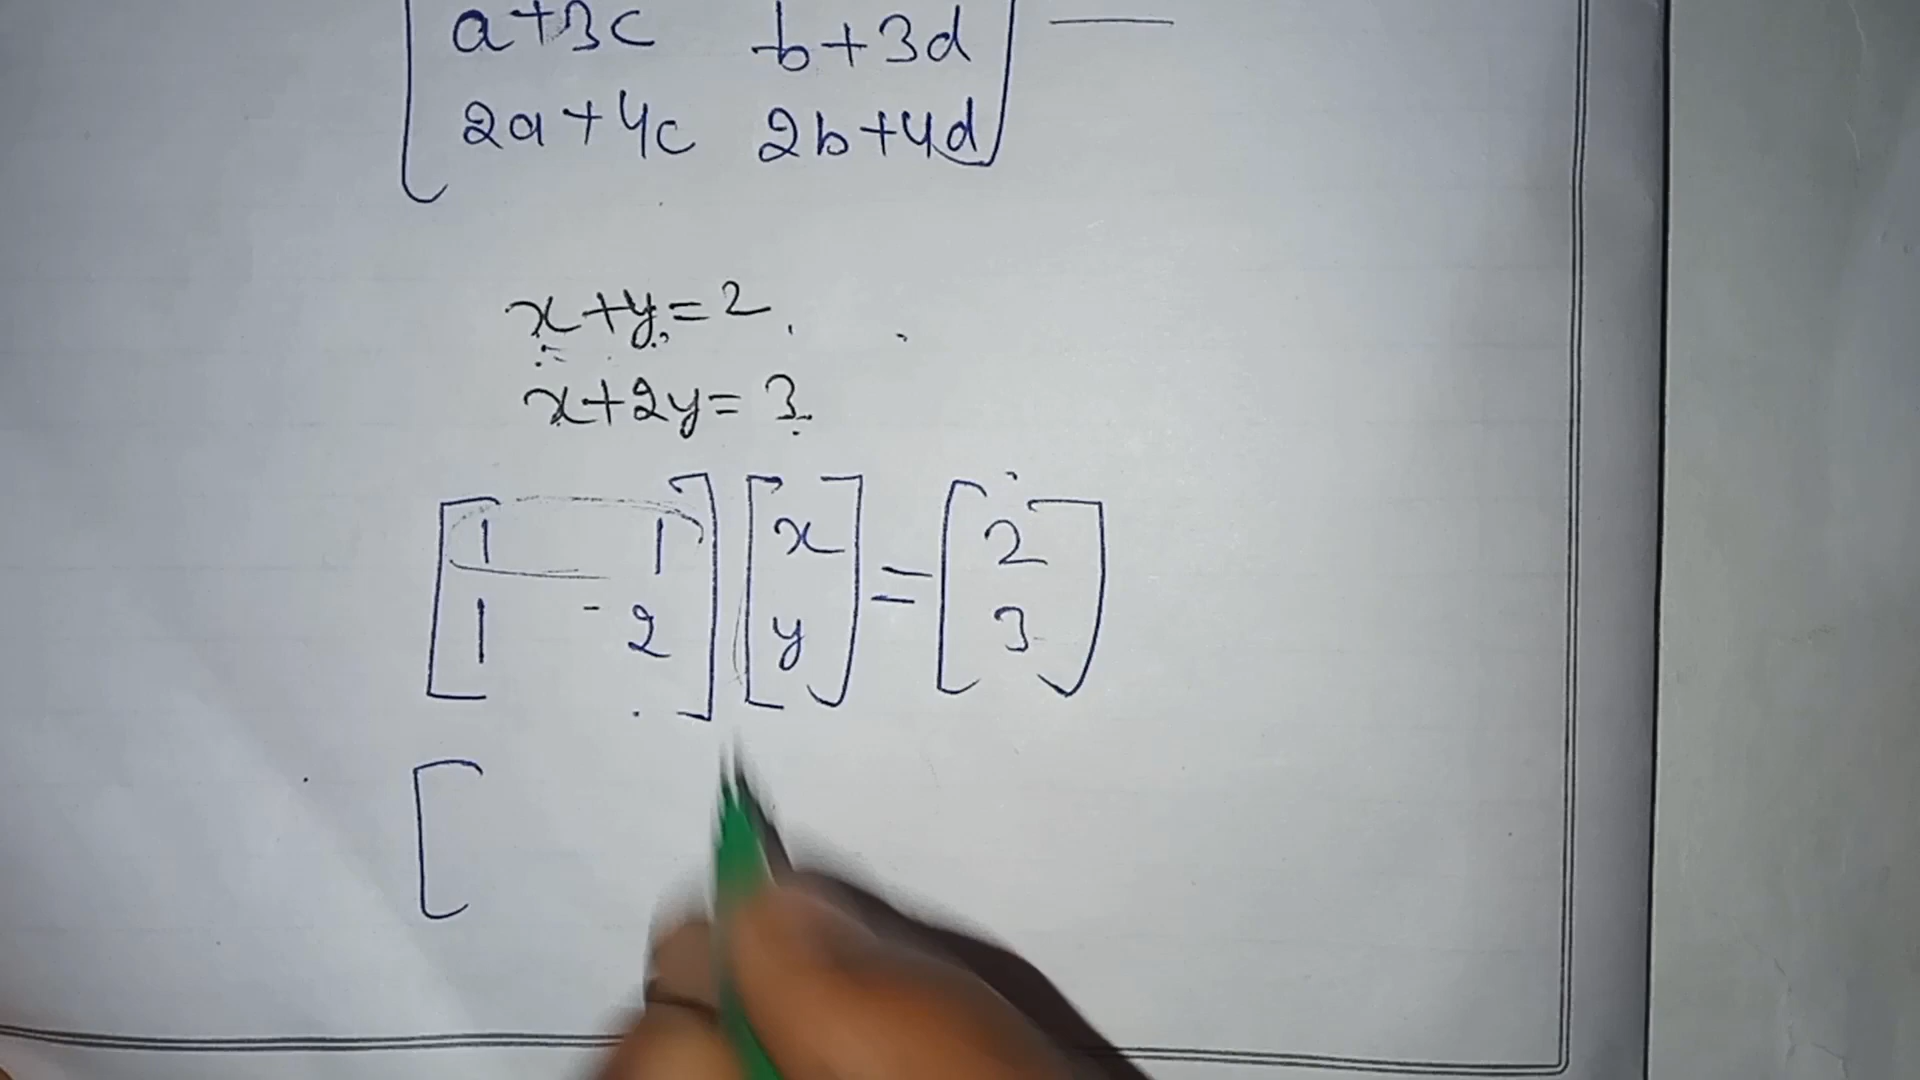 a+3c b+3d
2a+4c 2b+4d
x+y=2
x+2y=3
[1 1] [x] = [2]
[1 2] [y] [3]
[